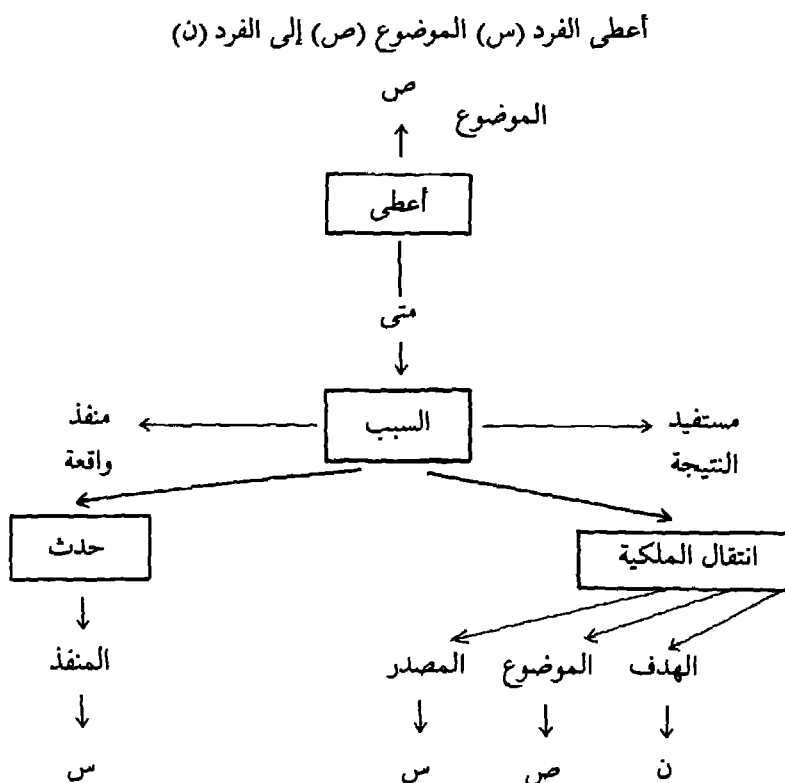 أعطى الفرد (س) الموضوع (ص) إلى الفرد (ن)
ص
الموضوع
أعطى
متى
مستفيد السبب منفذ
النتيجة واقعة
انتقال الملكية حدث
الهدف الموضوع المصدر المنفذ
ن ص س س